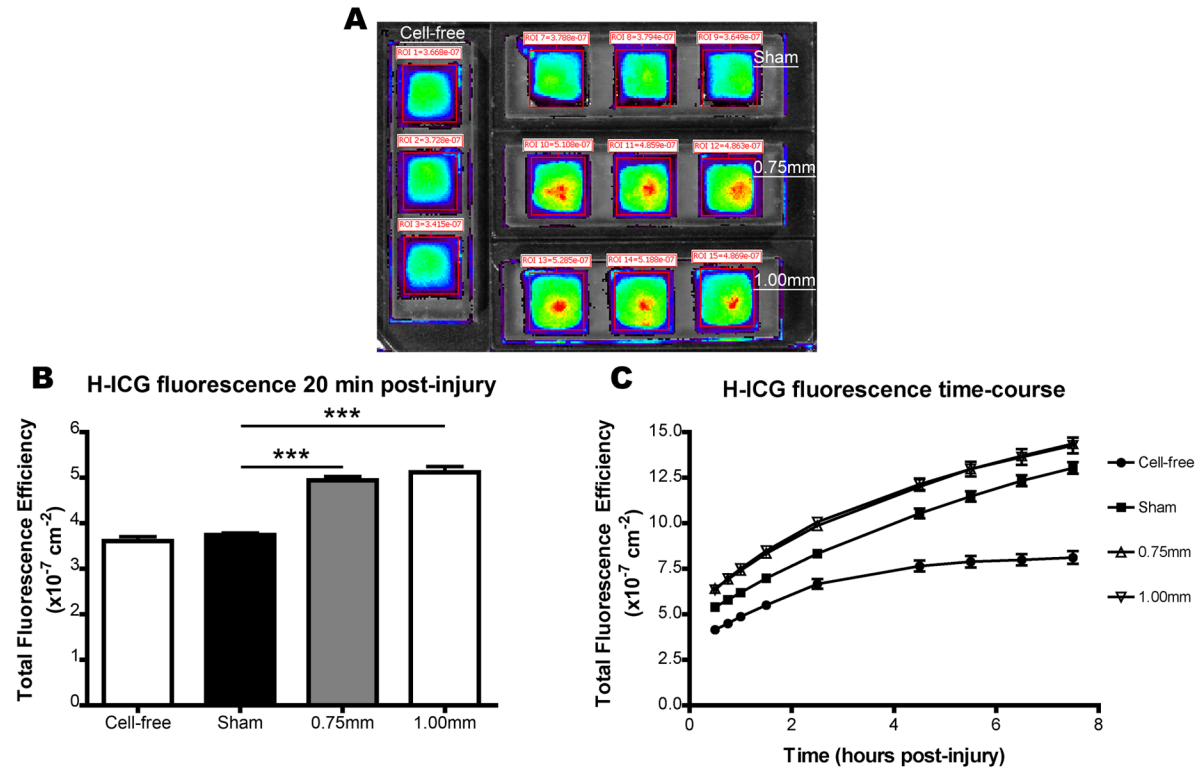 A
Cell-free
ROI 1=3.668e-07
ROI 2=3.728e-07
ROI 3=3.415e-07
ROI 7=3.788e-07
ROI 8=3.794e-07
ROI 9=3.649e-07
Sham
ROI 10=5.108e-07
ROI 11=4.859e-07
ROI 12=4.863e-07
0.75mm
ROI 13=5.285e-07
ROI 14=5.188e-07
ROI 15=4.869e-07
1.00mm
B
H-ICG fluorescence 20 min post-injury
Total Fluorescence Efficiency
(x10-7 cm-2)
6
5
4
3
2
1
0
***
***
Cell-free
Sham
0.75mm
1.00mm
C
H-ICG fluorescence time-course
Total Fluorescence Efficiency
(x10-7 cm-2)
15.0
12.5
10.0
7.5
5.0
2.5
0.0
0
2
4
6
8
Time (hours post-injury)
Cell-free
Sham
0.75mm
1.00mm